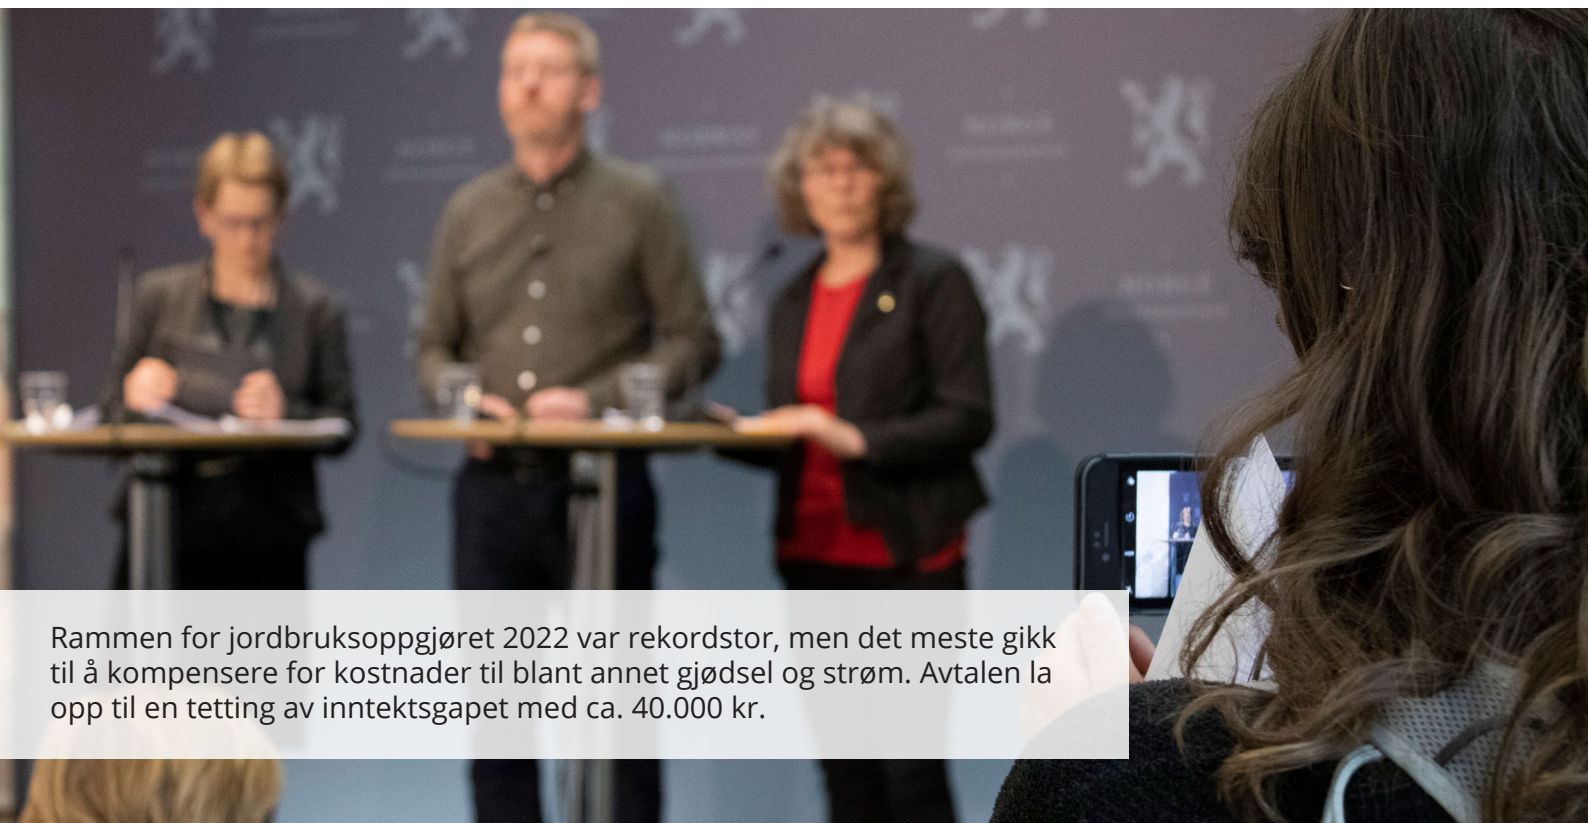 Rammen for jordbruksoppgjøret 2022 var rekordstor, men det meste gikk
til å kompensere for kostnader til blant annet gjødsel og strøm. Avtalen la
opp til en tetting av inntektsgapet med ca. 40.000 kr.